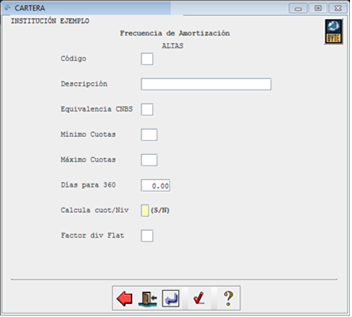 CARTERA
INSTITUCIÓN EJEMPLO
Frecuencia de Amortización
ALTAS
Código
Descripción
Equivalencia CNBS
Mínimo Cuotas
Máximo Cuotas
Días para 360 0.00
Calcula cuot/Niv (S/N)
Factor div Flat
?